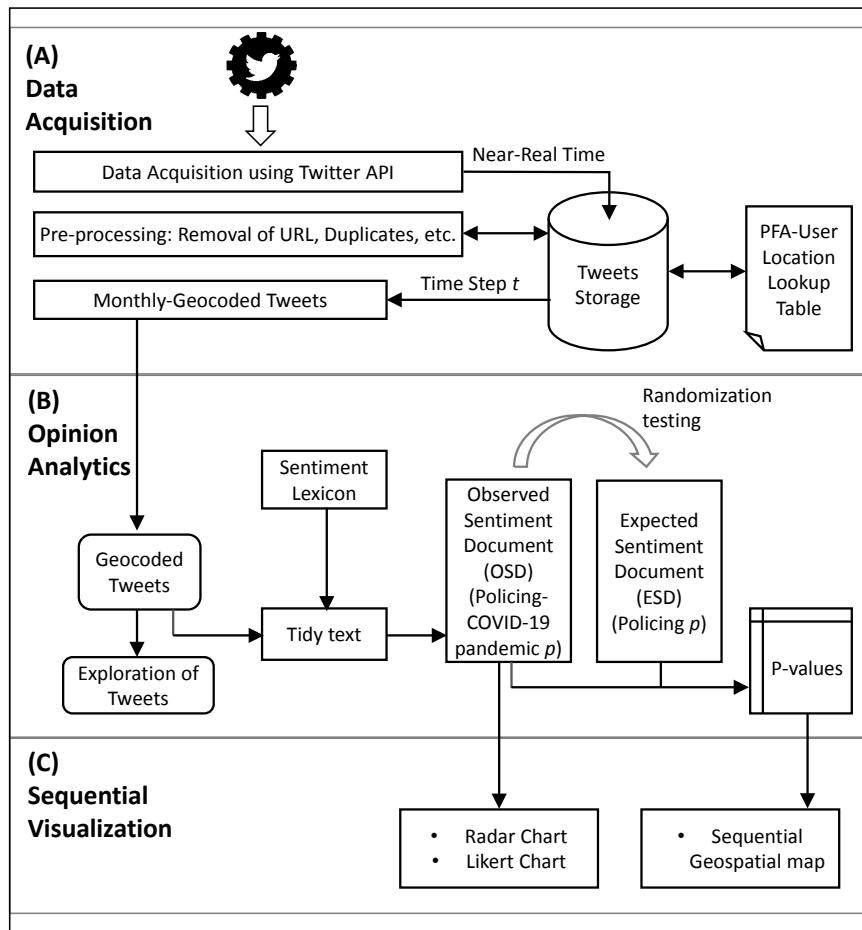 (A)
Data
Acquisition
Data Acquisition using Twitter API
Near-Real Time
Pre-processing: Removal of URL, Duplicates, etc.
Monthly-Geocoded Tweets
Time Step t
Tweets
Storage
PFA-User
Location
Lookup
Table
(B)
Opinion
Analytics
Randomization
testing
Sentiment
Lexicon
Observed
Sentiment
Document
(OSD)
(Policing-
COVID-19
pandemic p)
Expected
Sentiment
Document
(ESD)
(Policing p)
Geocoded
Tweets
Tidy text
Exploration of
Tweets
P-values
(C)
Sequential
Visualization
• Radar Chart
• Likert Chart
• Sequential
Geospatial map